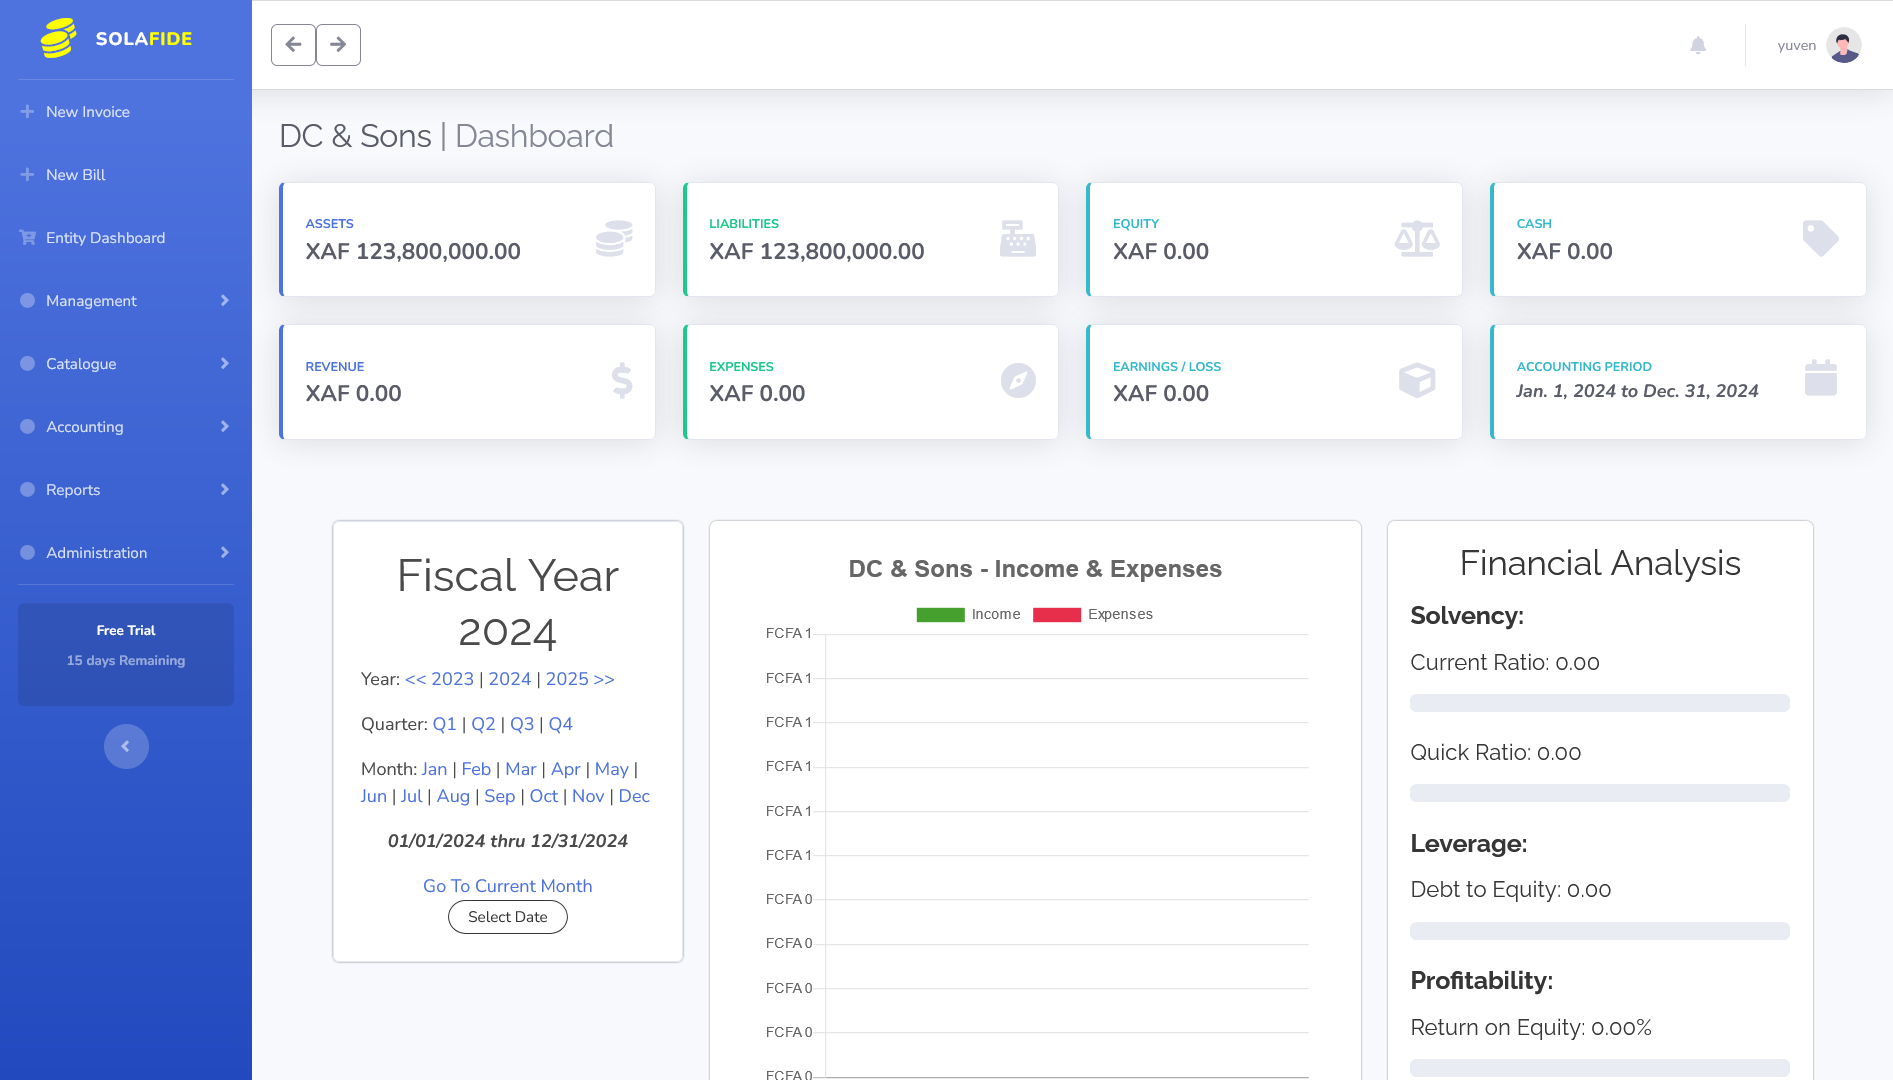 SOLAFIDE
New Invoice
New Bill
Entity Dashboard
Management
Catalogue
Accounting
Reports
Administration
Free Trial
15 days Remaining
yuven
DC & Sons | Dashboard
ASSETS
XAF 123,800,000.00
LIABILITIES
XAF 123,800,000.00
EQUITY
XAF 0.00
CASH
XAF 0.00
REVENUE
XAF 0.00
EXPENSES
XAF 0.00
EARNINGS / LOSS
XAF 0.00
ACCOUNTING PERIOD
Jan. 1, 2024 to Dec. 31, 2024
Fiscal Year
2024
Year: << 2023 | 2024 | 2025 >>
Quarter: Q1 | Q2 | Q3 | Q4
Month: Jan | Feb | Mar | Apr | May |
Jun | Jul | Aug | Sep | Oct | Nov | Dec
01/01/2024 thru 12/31/2024
Go To Current Month
Select Date
DC & Sons - Income & Expenses
Income Expenses
FCFA 1
FCFA 1
FCFA 1
FCFA 1
FCFA 1
FCFA 1
FCFA 0
FCFA 0
FCFA 0
FCFA 0
FCFA 0
Financial Analysis
Solvency:
Current Ratio: 0.00
Quick Ratio: 0.00
Leverage:
Debt to Equity: 0.00
Profitability:
Return on Equity: 0.00%